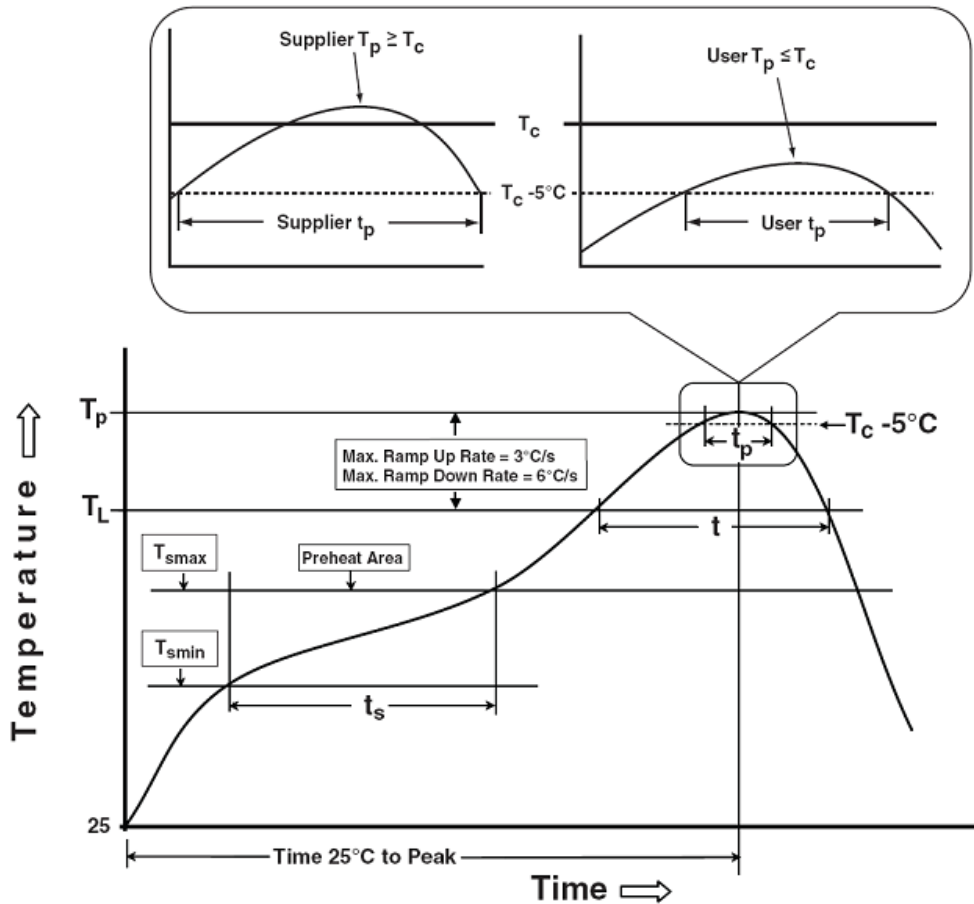 Supplier Tp ≥ Tc
User Tp ≤ Tc
Tc
Tc -5°C
Supplier tp
User tp
Tp
Tc -5°C
tp
Max. Ramp Up Rate = 3°C/s
Max. Ramp Down Rate = 6°C/s
TL
t
Tsmax
Preheat Area
Tsmin
ts
Temperature
25
Time 25°C to Peak
Time